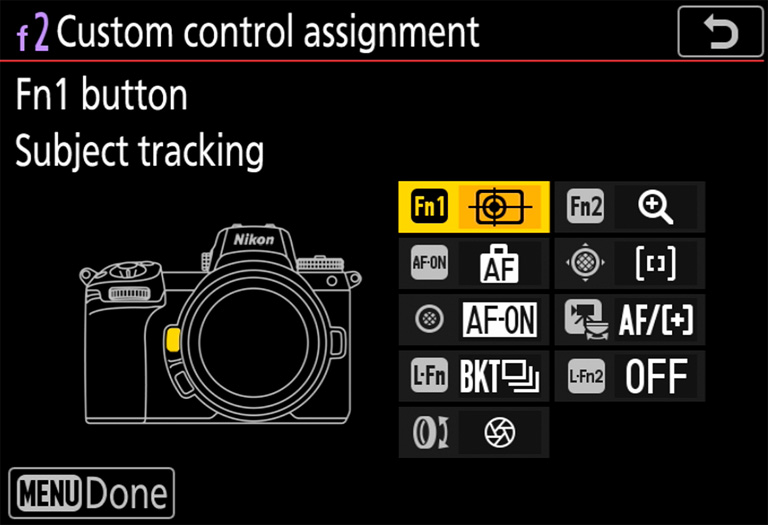 f2 Custom control assignment
Fn1 button
Subject tracking
Nikon
Fn1 Fn2
AF-ON AF
AF-ON AF/[+]
L-Fn BKT L-Fn2 OFF
MENU Done